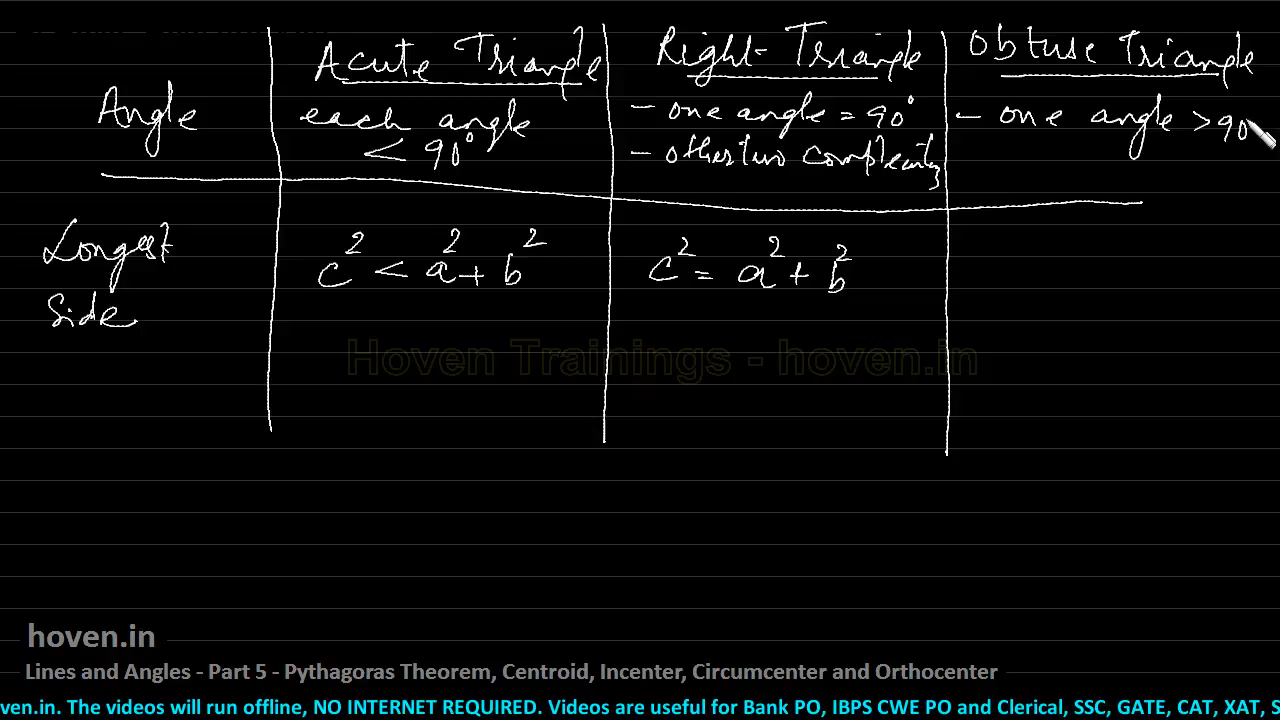 Acute Triangle
Right-Triangle
Obtuse Triangle
Angle
each angle
< 90°
- one angle = 90°
- other two
- one angle > 90
Longest
Side
c² < a² + b²
c² = a² + b²
Hoven Trainings - hoven.in
hoven.in
Lines and Angles - Part 5 - Pythagoras Theorem, Centroid, Incenter, Circumcenter and Orthocenter
ven.in. The videos will run offline, NO INTERNET REQUIRED. Videos are useful for Bank PO, IBPS CWE PO and Clerical, SSC, GATE, CAT, XAT, S